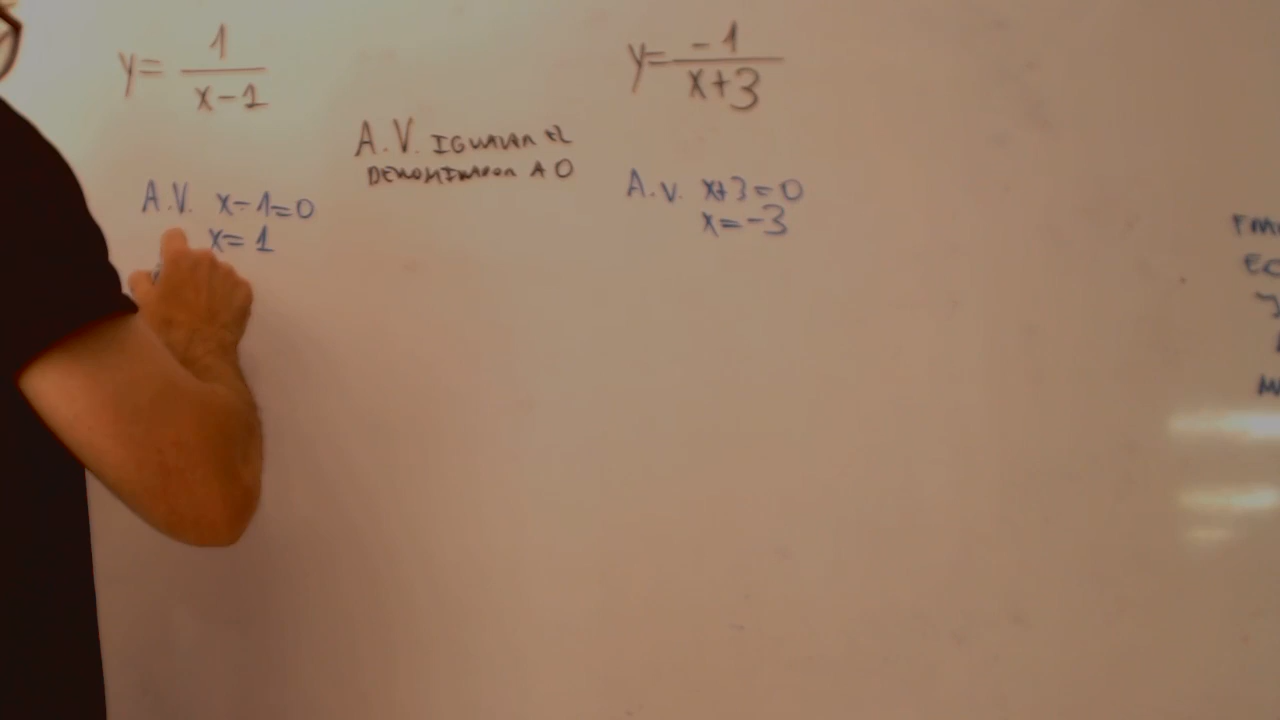 y = 1 / (x-1)
y = -1 / (x+3)
A.V. IGUALAR EL
DENOMINADOR A 0
A.V. x-1=0
x=1
A.V. x+3=0
x=-3